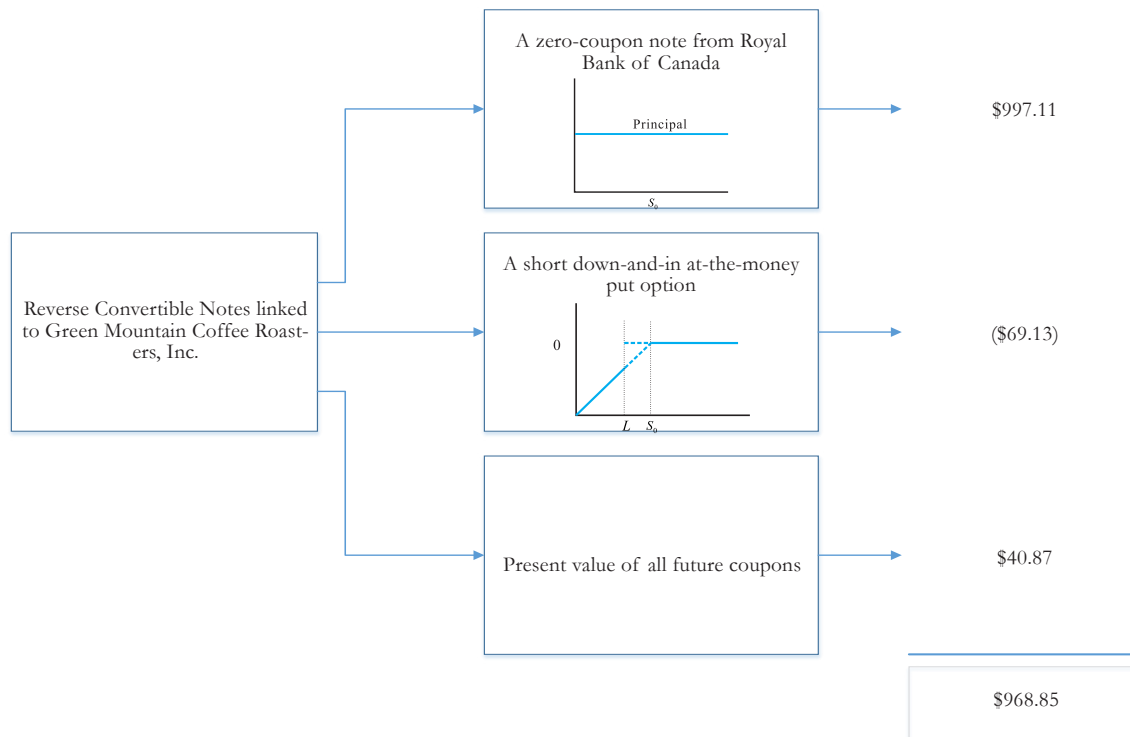 A zero-coupon note from Royal
Bank of Canada
Principal
S₀
$997.11
Reverse Convertible Notes linked
to Green Mountain Coffee Roast-
ers, Inc.
A short down-and-in at-the-money
put option
0
L S₀
($69.13)
Present value of all future coupons
$40.87
$968.85